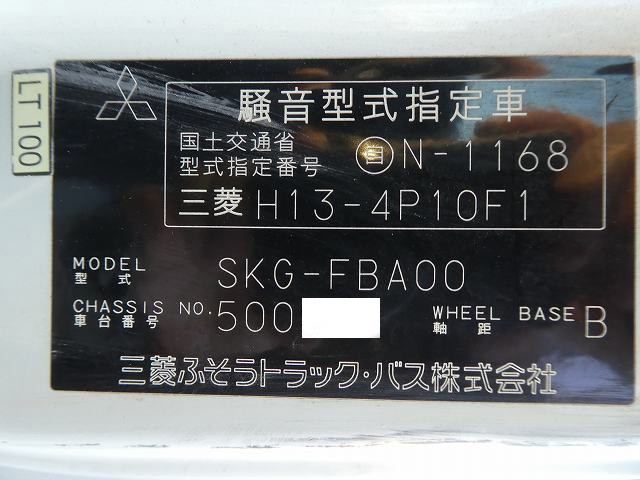 LT100
騒音型式指定車
国土交通省
型式指定番号 自N-1168
三菱 H13-4P10F1
MODEL
型式 SKG-FBA00
CHASSIS NO.
車台番号 500
WHEEL BASE
軸距 B
三菱ふそうトラック・バス株式会社